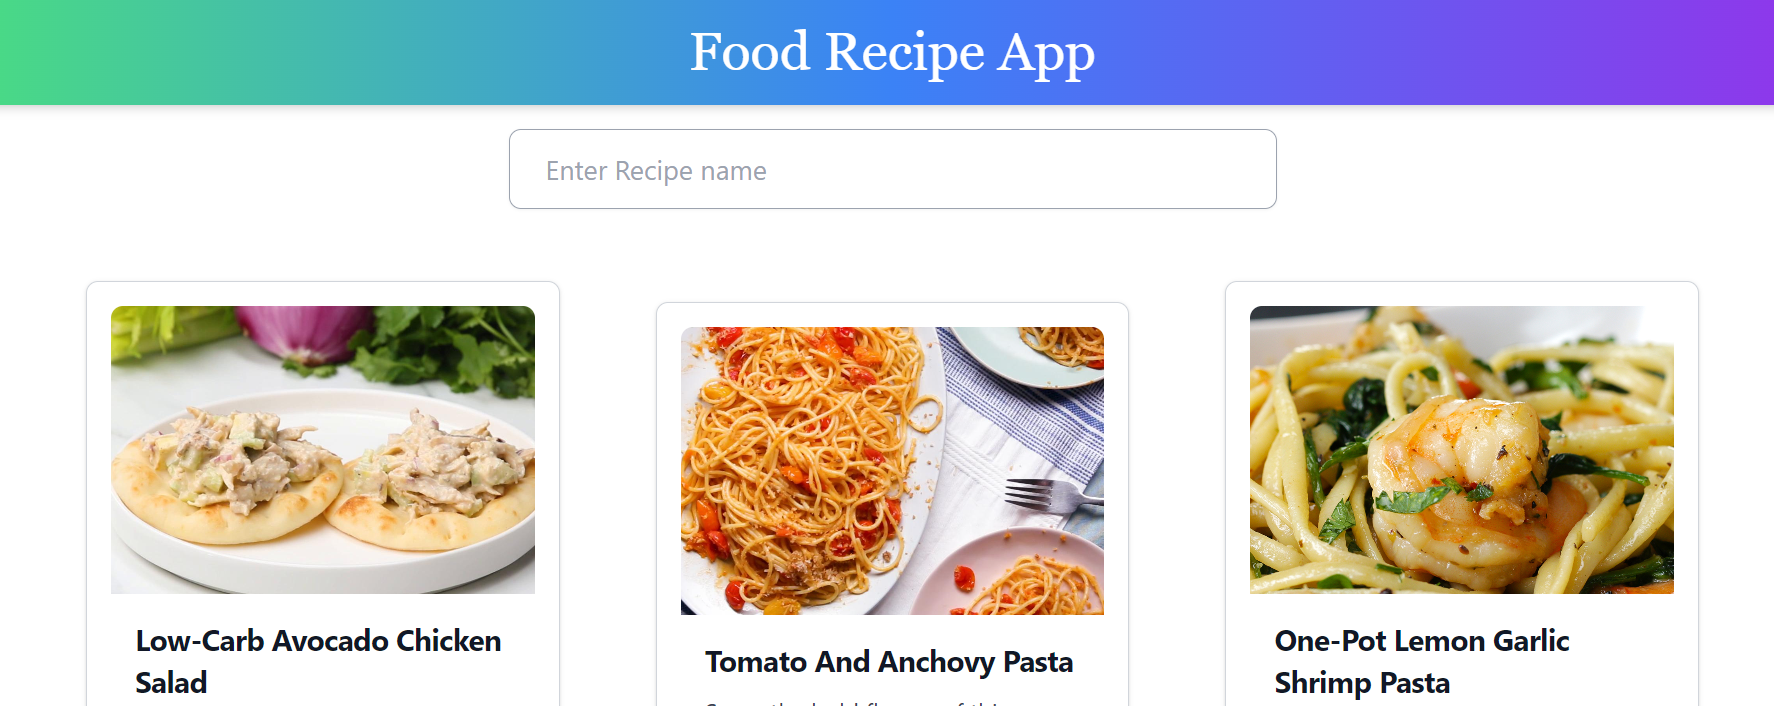 Food Recipe App
Enter Recipe name
Low-Carb Avocado Chicken
Salad
Tomato And Anchovy Pasta
One-Pot Lemon Garlic
Shrimp Pasta